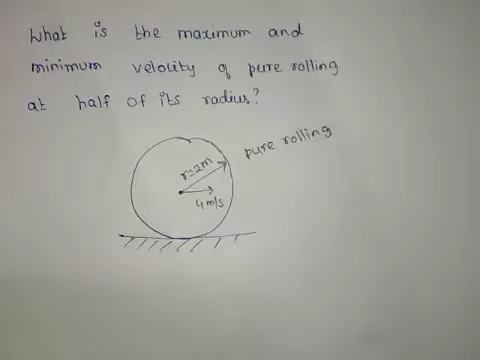 What is the maximum and
minimum velocity of pure rolling
at half of its radius?
pure rolling
r=2m
4m/s